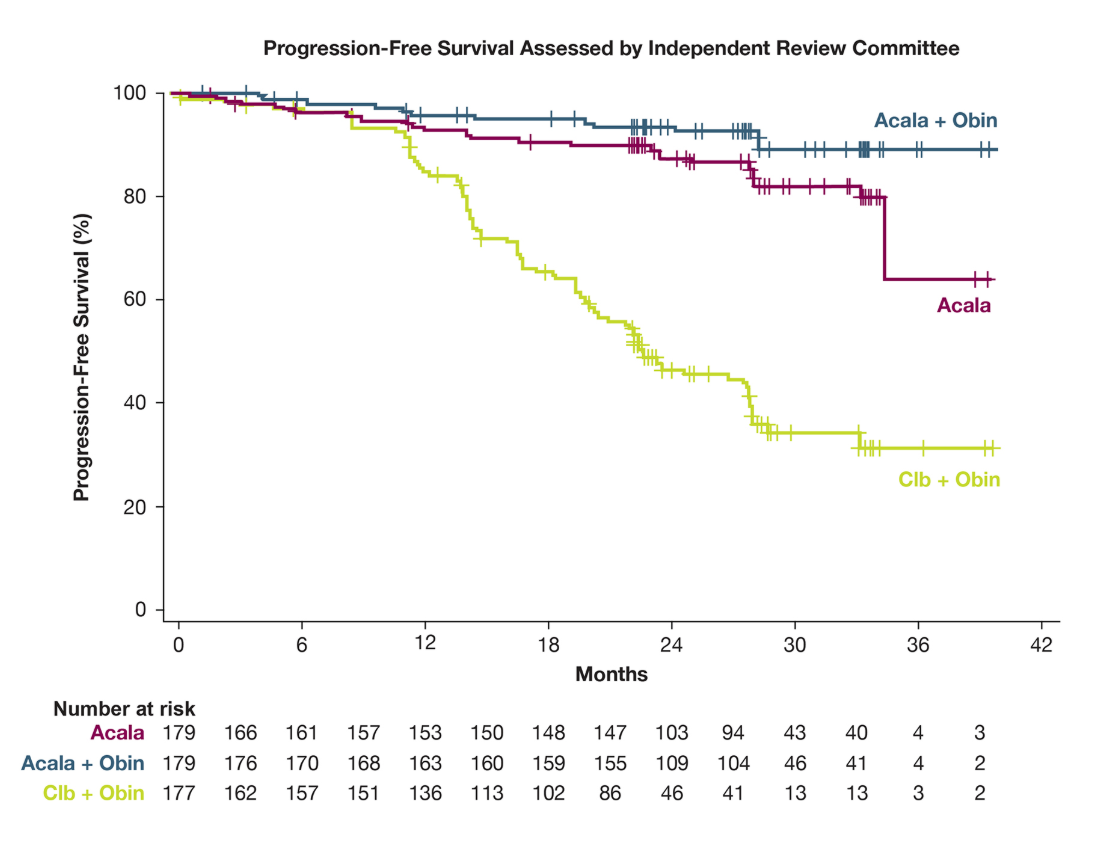 Progression-Free Survival Assessed by Independent Review Committee
100
80
60
40
20
0
Progression-Free Survival (%)
Acala + Obin
Acala
Clb + Obin
0 6 12 18 24 30 36 42
Months
Number at risk
Acala 179 166 161 157 153 150 148 147 103 94 43 40 4 3
Acala + Obin 179 176 170 168 163 160 159 155 109 104 46 41 4 2
Clb + Obin 177 162 157 151 136 113 102 86 46 41 13 13 3 2